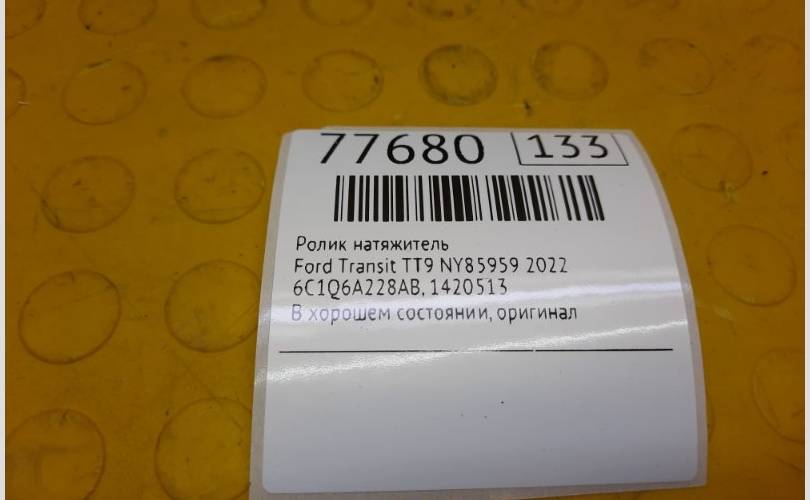 77680 133
Ролик натяжитель
Ford Transit TT9 NY85959 2022
6C1Q6A228AB, 1420513
В хорошем состоянии, оригинал